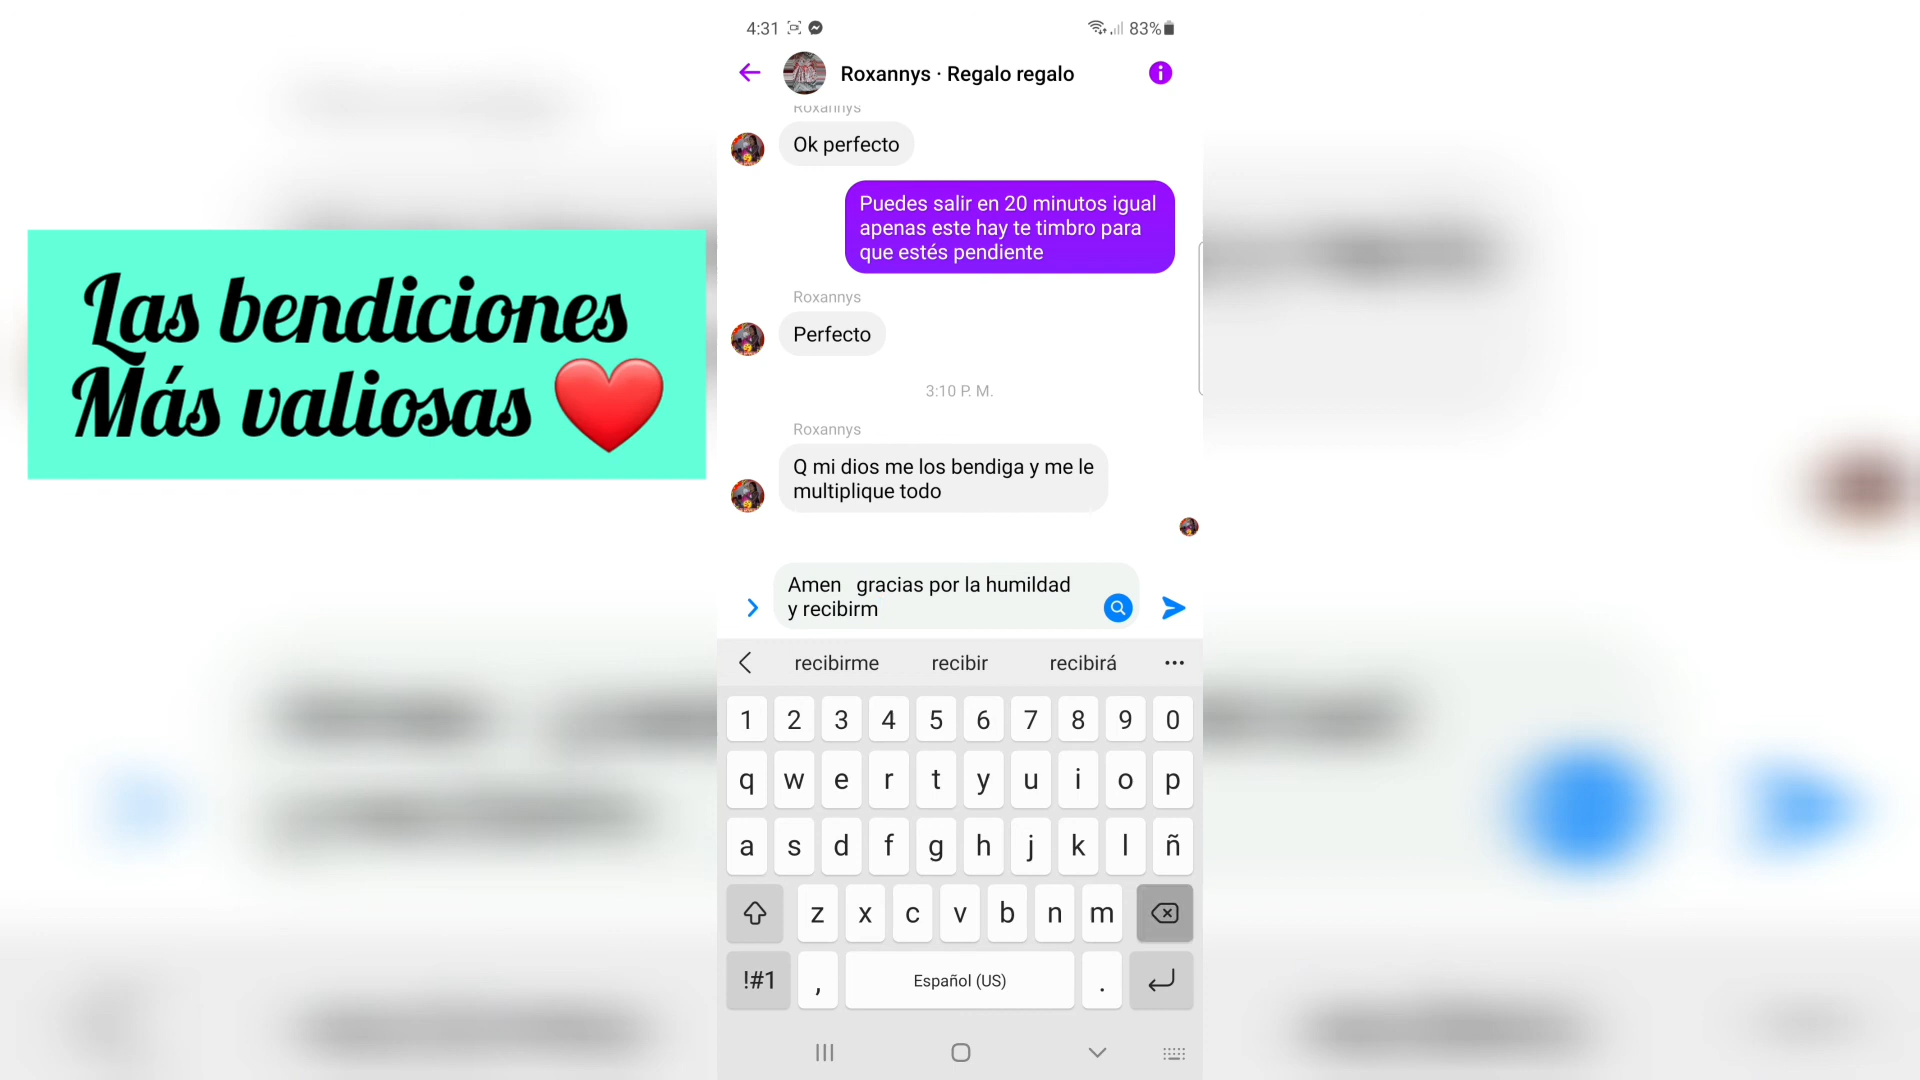 Las bendiciones
Más valiosas
4:31
83%
Roxannys · Regalo regalo
Roxannys
Ok perfecto
Puedes salir en 20 minutos igual
apenas este hay te timbro para
que estés pendiente
Roxannys
Perfecto
3:10 P. M.
Roxannys
Q mi dios me los bendiga y me le
multiplique todo
Amen   gracias por la humildad
y recibirm
recibirme recibir recibirá
1 2 3 4 5 6 7 8 9 0
q w e r t y u i o p
a s d f g h j k l ñ
z x c v b n m
!#1 , Español (US) .